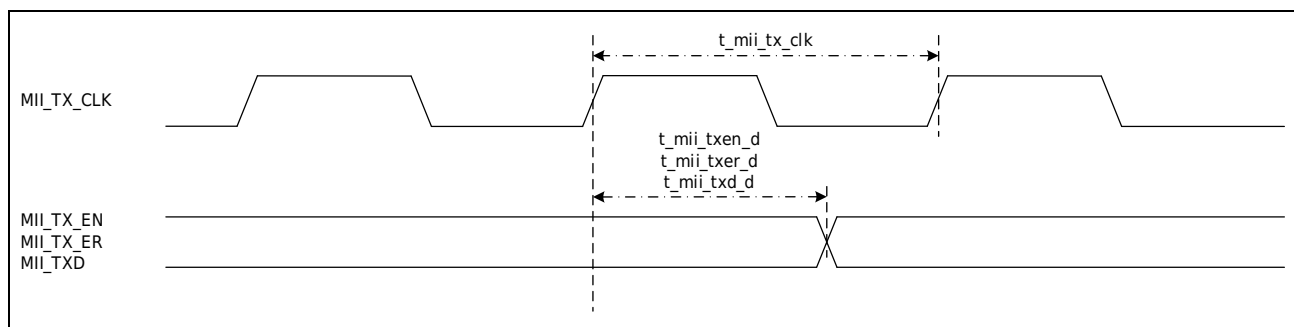 t_mii_tx_clk
MII_TX_CLK
t_mii_txen_d
t_mii_txer_d
t_mii_txd_d
MII_TX_EN
MII_TX_ER
MII_TXD